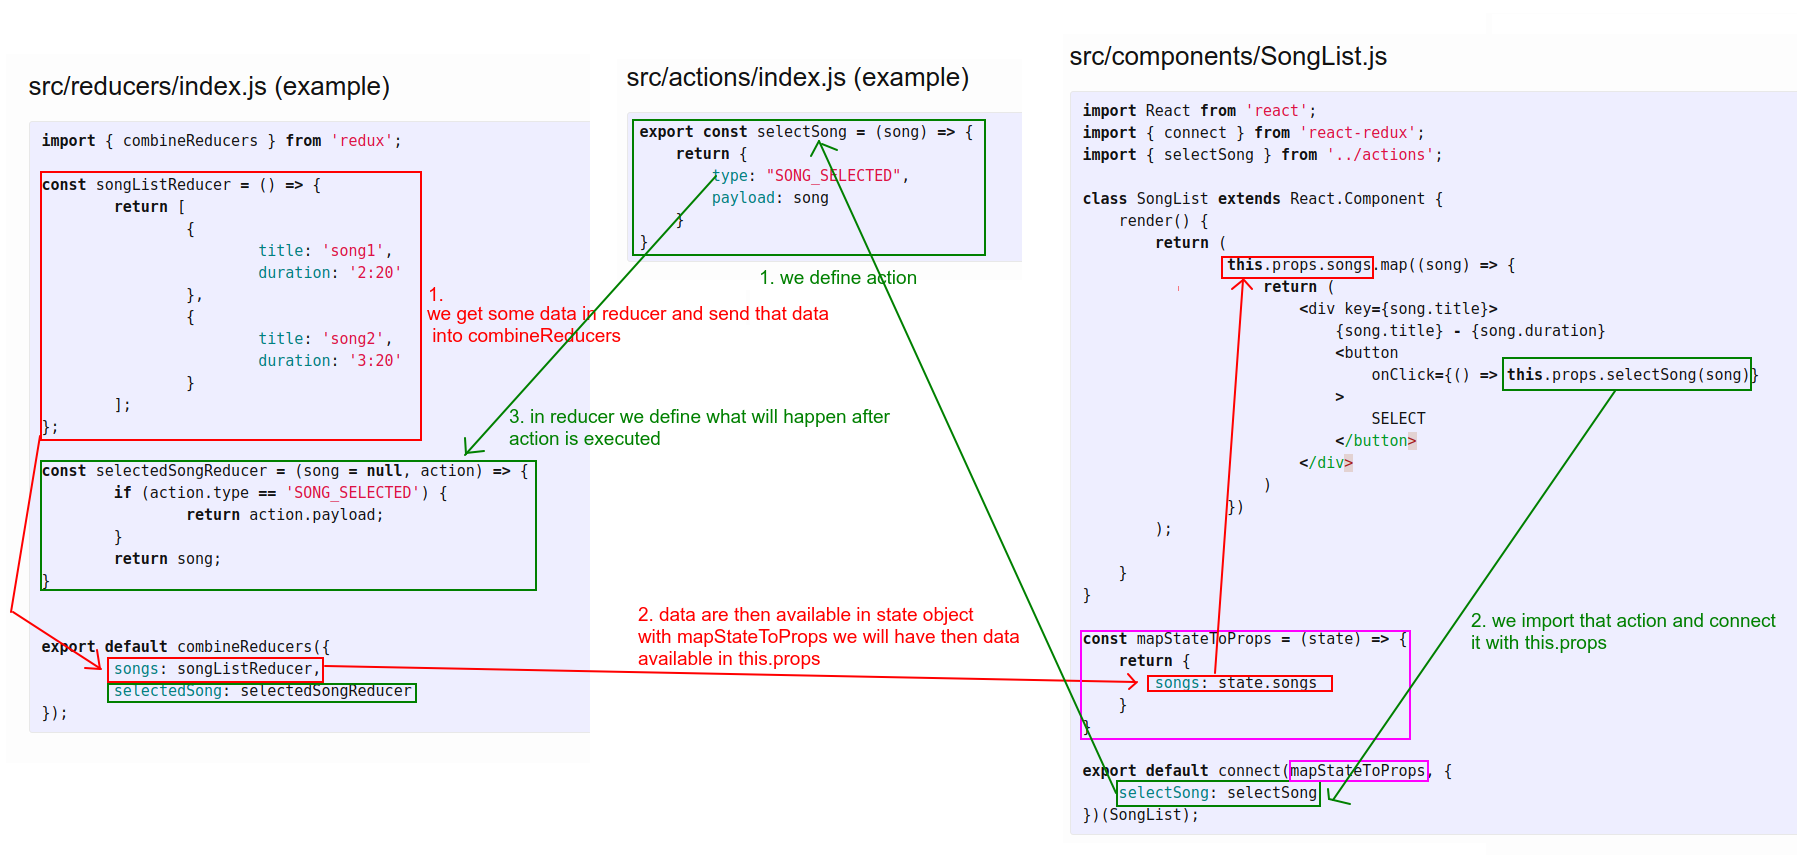 src/reducers/index.js (example)
import { combineReducers } from 'redux';
const songListReducer = () => {
return [
{
title: 'song1',
duration: '2:20'
},
{
title: 'song2',
duration: '3:20'
}
];
};
const selectedSongReducer = (song = null, action) => {
if (action.type == 'SONG_SELECTED') {
return action.payload;
}
return song;
}
export default combineReducers({
songs: songListReducer,
selectedSong: selectedSongReducer
});
1.
we get some data in reducer and send that data
into combineReducers
src/actions/index.js (example)
export const selectSong = (song) => {
return {
type: "SONG_SELECTED",
payload: song
}
}
1. we define action
3. in reducer we define what will happen after
action is executed
2. data are then available in state object
with mapStateToProps we will have then data
available in this.props
src/components/SongList.js
import React from 'react';
import { connect } from 'react-redux';
import { selectSong } from '../actions';
class SongList extends React.Component {
render() {
return (
this.props.songs.map((song) => {
return (
<div key={song.title}>
{song.title} - {song.duration}
<button
onClick={() => this.props.selectSong(song)}
>
SELECT
</button>
</div>
)
})
);
}
}
const mapStateToProps = (state) => {
return {
songs: state.songs
}
}
export default connect(mapStateToProps, {
selectSong: selectSong
})(SongList);
2. we import that action and connect
it with this.props